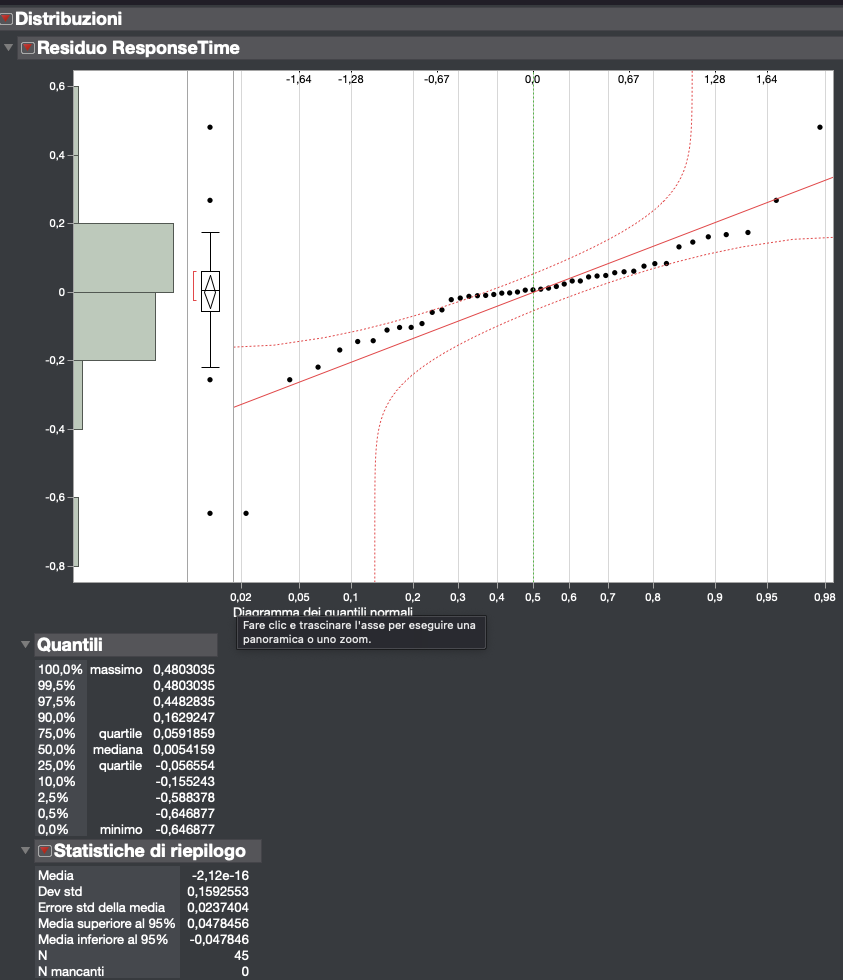 Distribuzioni
Residuo ResponseTime
-1,64 -1,28 -0,67 0,0 0,67 1,28 1,64
0,6
0,4
0,2
0
-0,2
-0,4
-0,6
-0,8
0,02 0,05 0,1 0,2 0,3 0,4 0,5 0,6 0,7 0,8 0,9 0,95 0,98
Diagramma dei quantili normali
Fare clic e trascinare l'asse per eseguire una
panoramica o uno zoom.
Quantili
100,0% massimo 0,4803035
99,5% 0,4803035
97,5% 0,4482835
90,0% 0,1629247
75,0% quartile 0,0591859
50,0% mediana 0,0054159
25,0% quartile -0,056554
10,0% -0,155243
2,5% -0,588378
0,5% -0,646877
0,0% minimo -0,646877
Statistiche di riepilogo
Media -2,12e-16
Dev std 0,1592553
Errore std della media 0,0237404
Media superiore al 95% 0,0478456
Media inferiore al 95% -0,047846
N 45
N mancanti 0